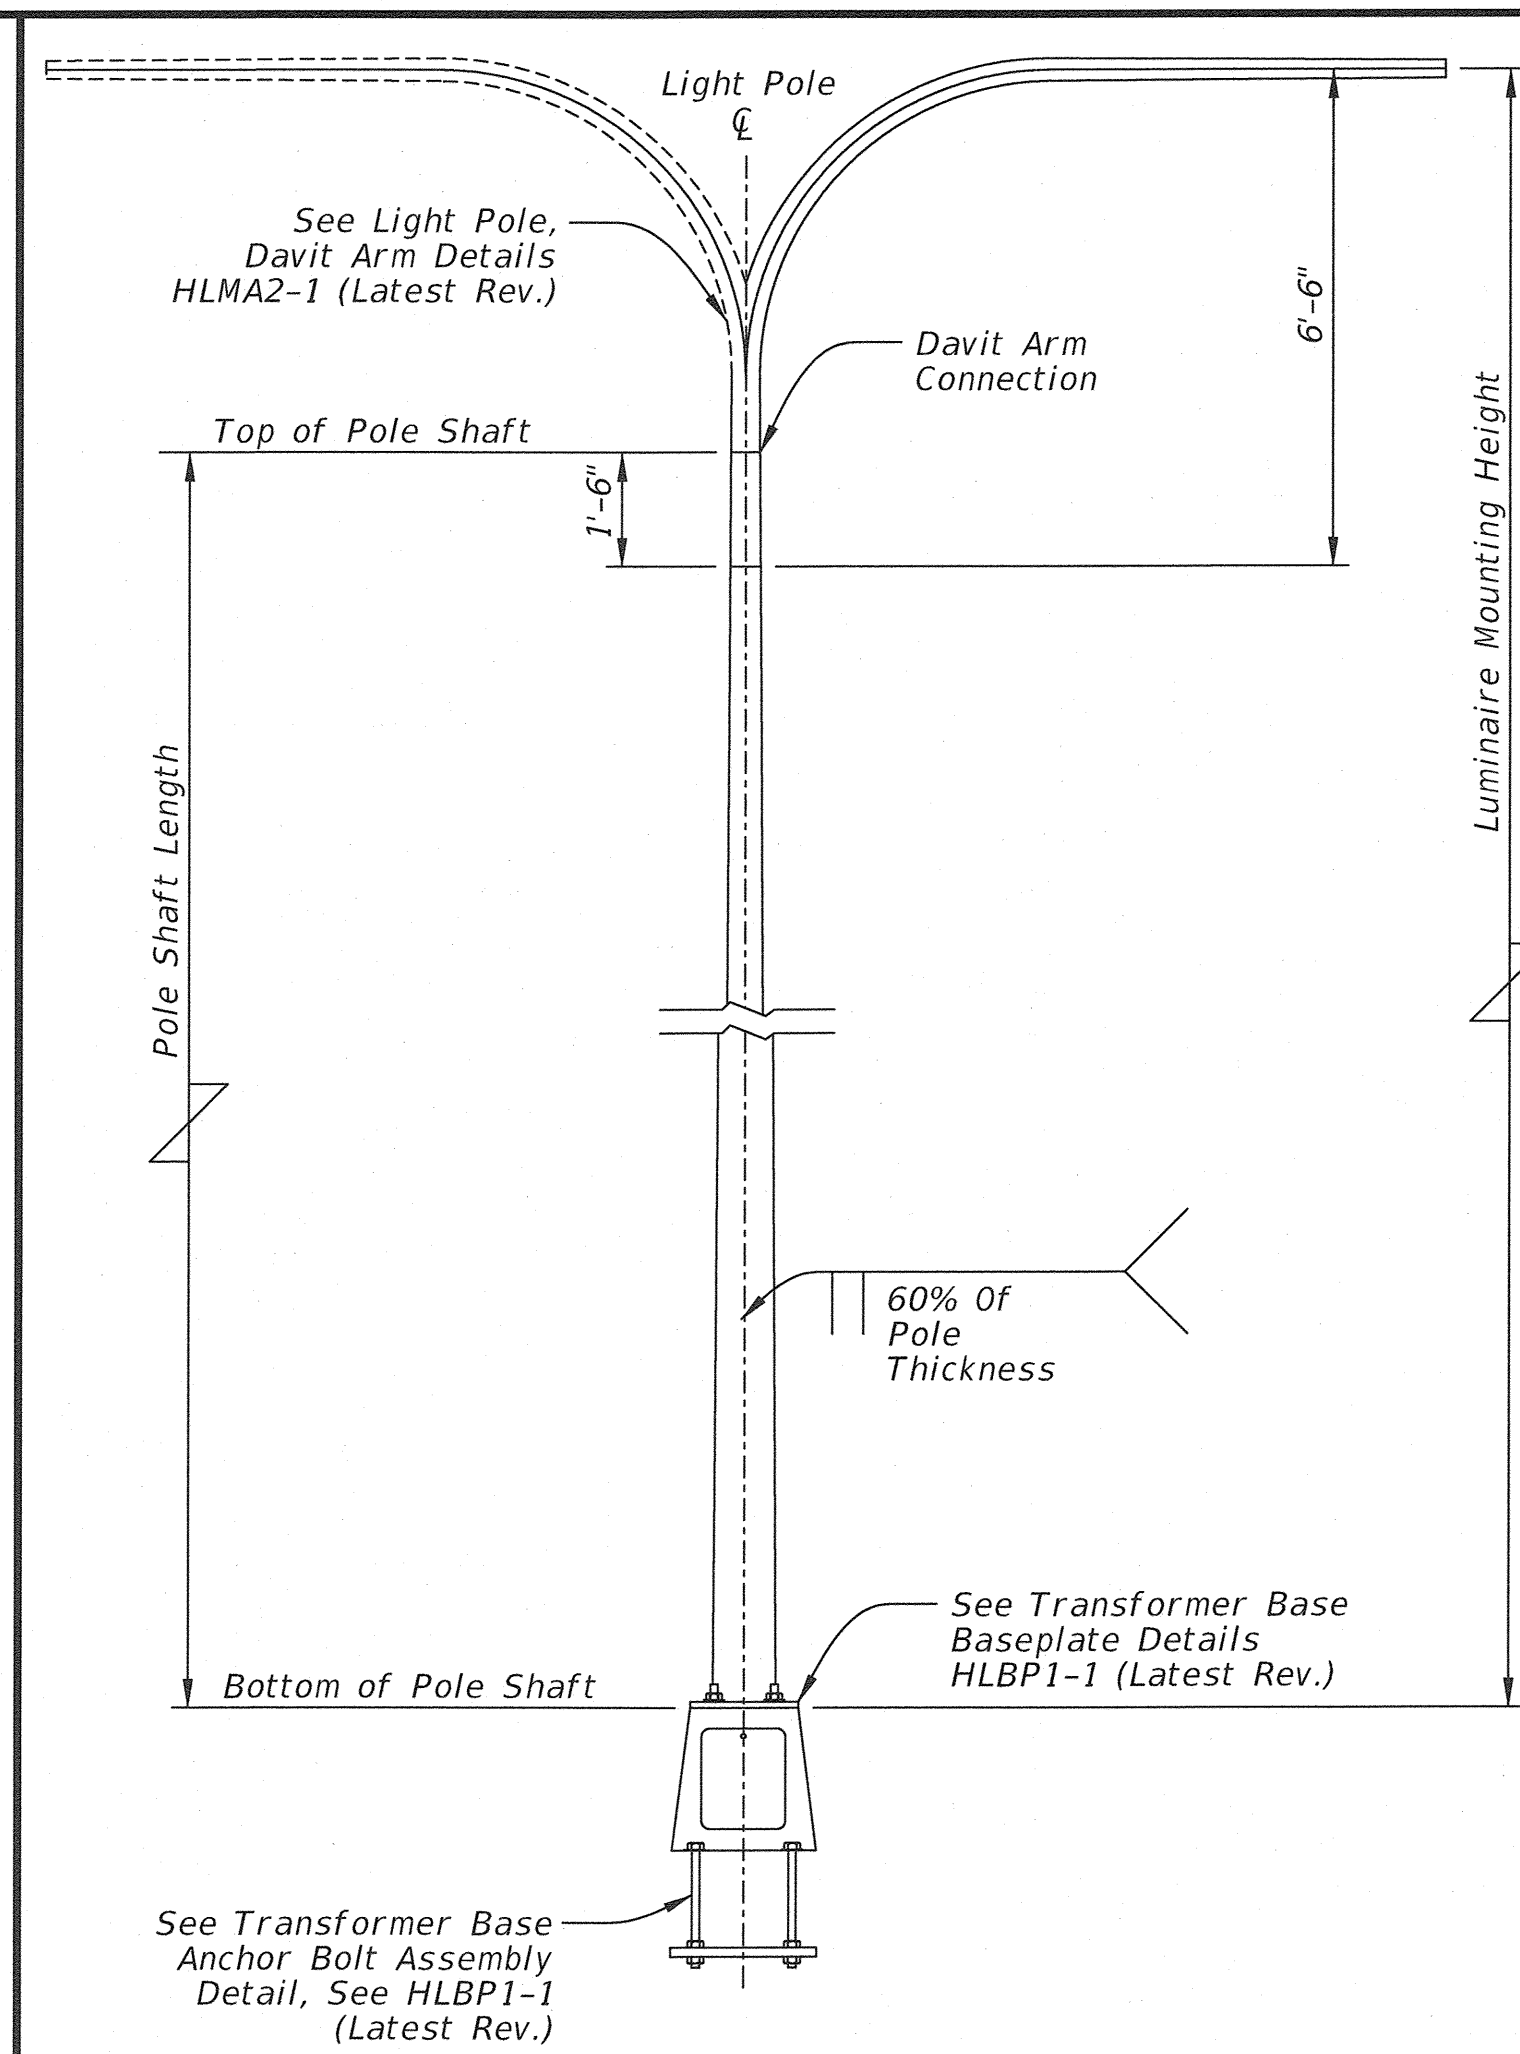 Light Pole
℄
See Light Pole,
Davit Arm Details
HLMA2-1 (Latest Rev.)
6'-6"
Davit Arm
Connection
Luminaire Mounting Height
Top of Pole Shaft
1'-6"
Pole Shaft Length
60% Of
Pole
Thickness
See Transformer Base
Baseplate Details
HLBP1-1 (Latest Rev.)
Bottom of Pole Shaft
See Transformer Base
Anchor Bolt Assembly
Detail, See HLBP1-1
(Latest Rev.)